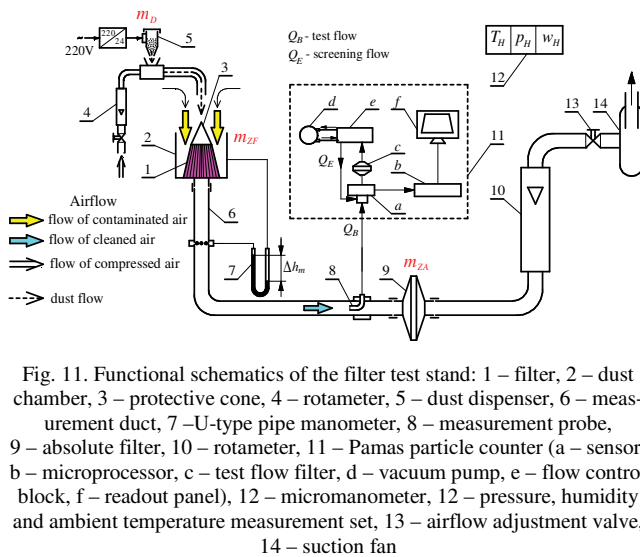 m_D
220
24
220V
5
Q_B - test flow
Q_E - screening flow
T_H p_H w_H
12
3
4
d
e
f
13
14
2
m_ZF
1
Q_E
c
b
11
a
10
Airflow
flow of contaminated air
flow of cleaned air
flow of compressed air
dust flow
6
Q_B
7
Δh_m
8
9
m_ZA
Fig. 11. Functional schematics of the filter test stand: 1 – filter, 2 – dust
chamber, 3 – protective cone, 4 – rotameter, 5 – dust dispenser, 6 – meas-
urement duct, 7 –U-type pipe manometer, 8 – measurement probe,
9 – absolute filter, 10 – rotameter, 11 – Pamas particle counter (a – sensor,
b – microprocessor, c – test flow filter, d – vacuum pump, e – flow control
block, f – readout panel), 12 – micromanometer, 12 – pressure, humidity
and ambient temperature measurement set, 13 – airflow adjustment valve,
14 – suction fan